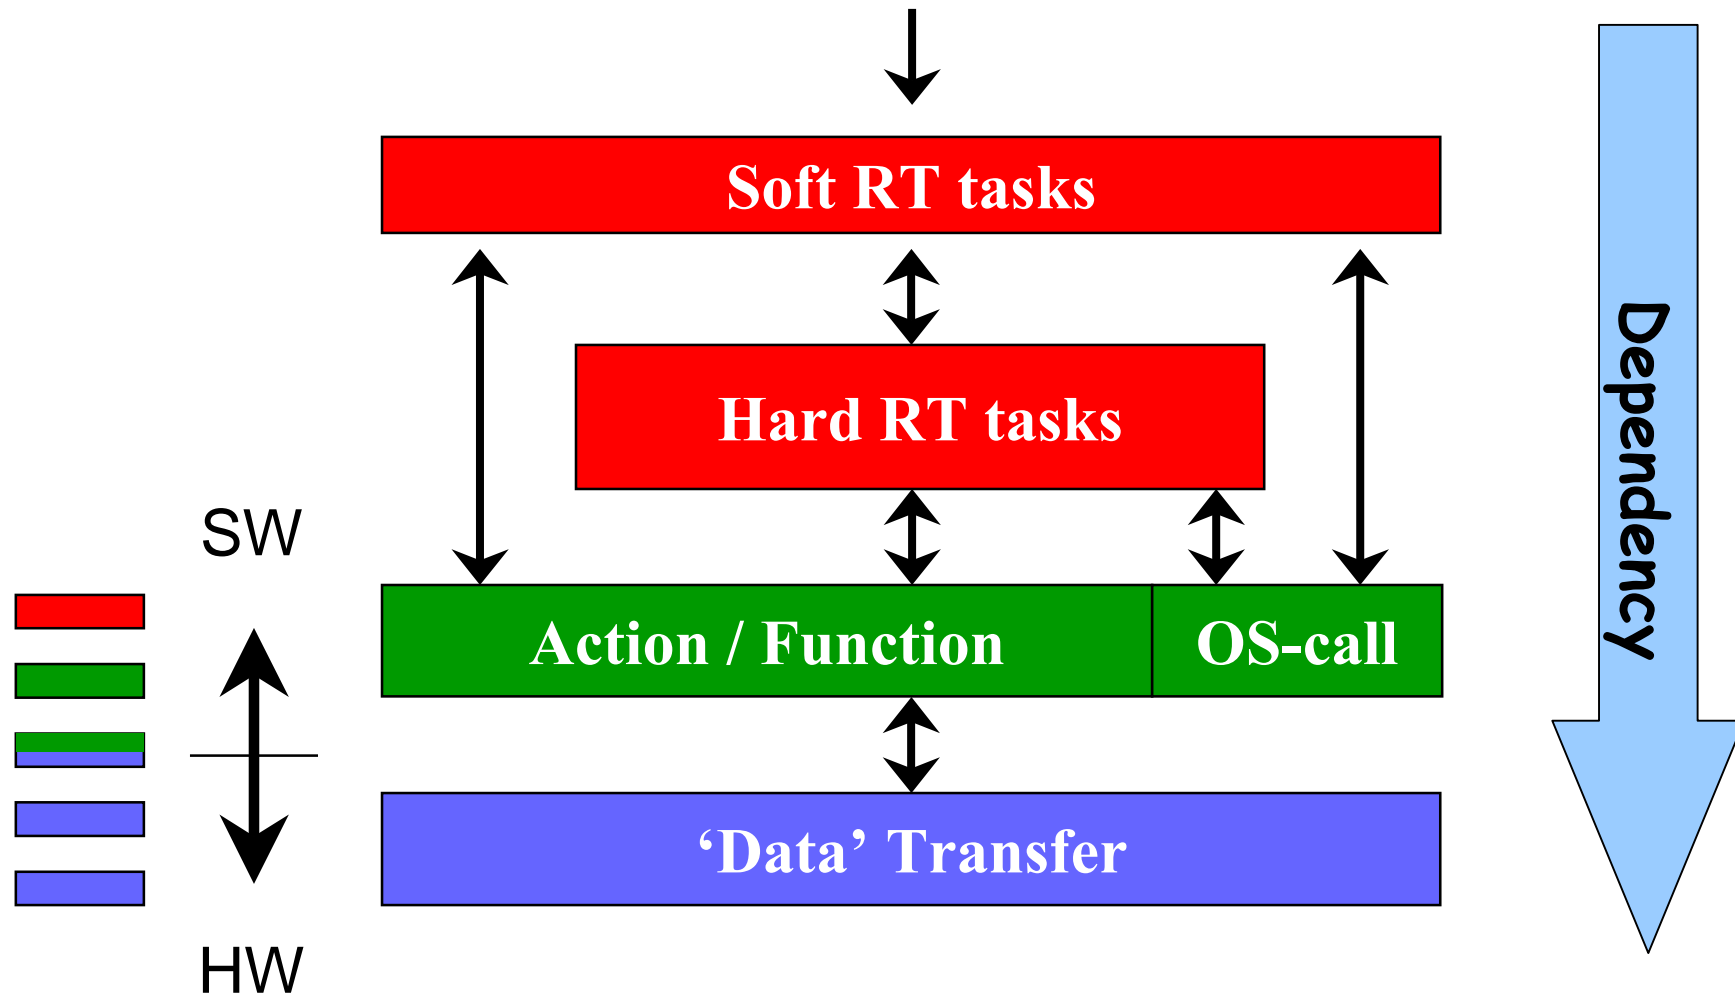 Soft RT tasks
Hard RT tasks
SW
Action / Function
OS-call
‘Data’ Transfer
HW
Dependency